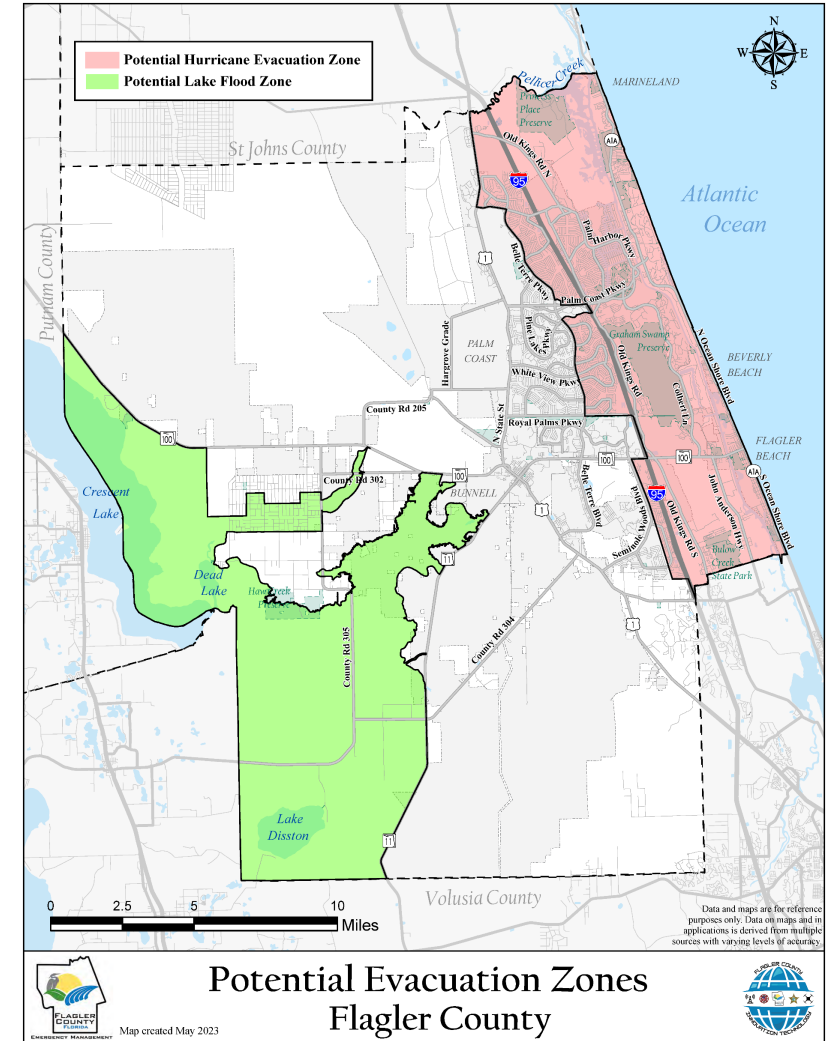 Potential Hurricane Evacuation Zone
Potential Lake Flood Zone
N
W
E
S
Pellicer Creek
MARINELAND
Princess
Place
Preserve
St Johns County
Old Kings Rd N
A1A
95
Atlantic
Ocean
Putnam County
Palm Harbor Pkwy
1
Belle Terre Pkwy
Palm Coast Pkwy
Hargrove Grade
PALM
COAST
Pine Lakes Pkwy
Graham Swamp
Preserve
N Ocean Shore Blvd
BEVERLY
BEACH
White View Pkwy
Old Kings Rd
Colbert Ln
County Rd 205
N State St
Royal Palms Pkwy
100
FLAGLER
BEACH
100
100
100
A1A
County Rd 302
BUNNELL
Crescent
Lake
Belle Terre Blvd
95
John Anderson Hwy
S Ocean Shore Blvd
1
Seminole Woods Blvd
Old Kings Rd S
11
Bulow
Creek
State Park
Dead
Lake
Haw Creek
Preserve
1
County Rd 305
County Rd 304
Lake
Disston
11
Volusia County
0 2.5 5 10
Miles
Data and maps are for reference
purposes only. Data on maps and in
applications is derived from multiple
sources with varying levels of accuracy.
Potential Evacuation Zones
Flagler County
FLAGLER
COUNTY
FLORIDA
EMERGENCY MANAGEMENT
Map created May 2023
FLAGLER COUNTY
INNOVATION TECHNOLOGY